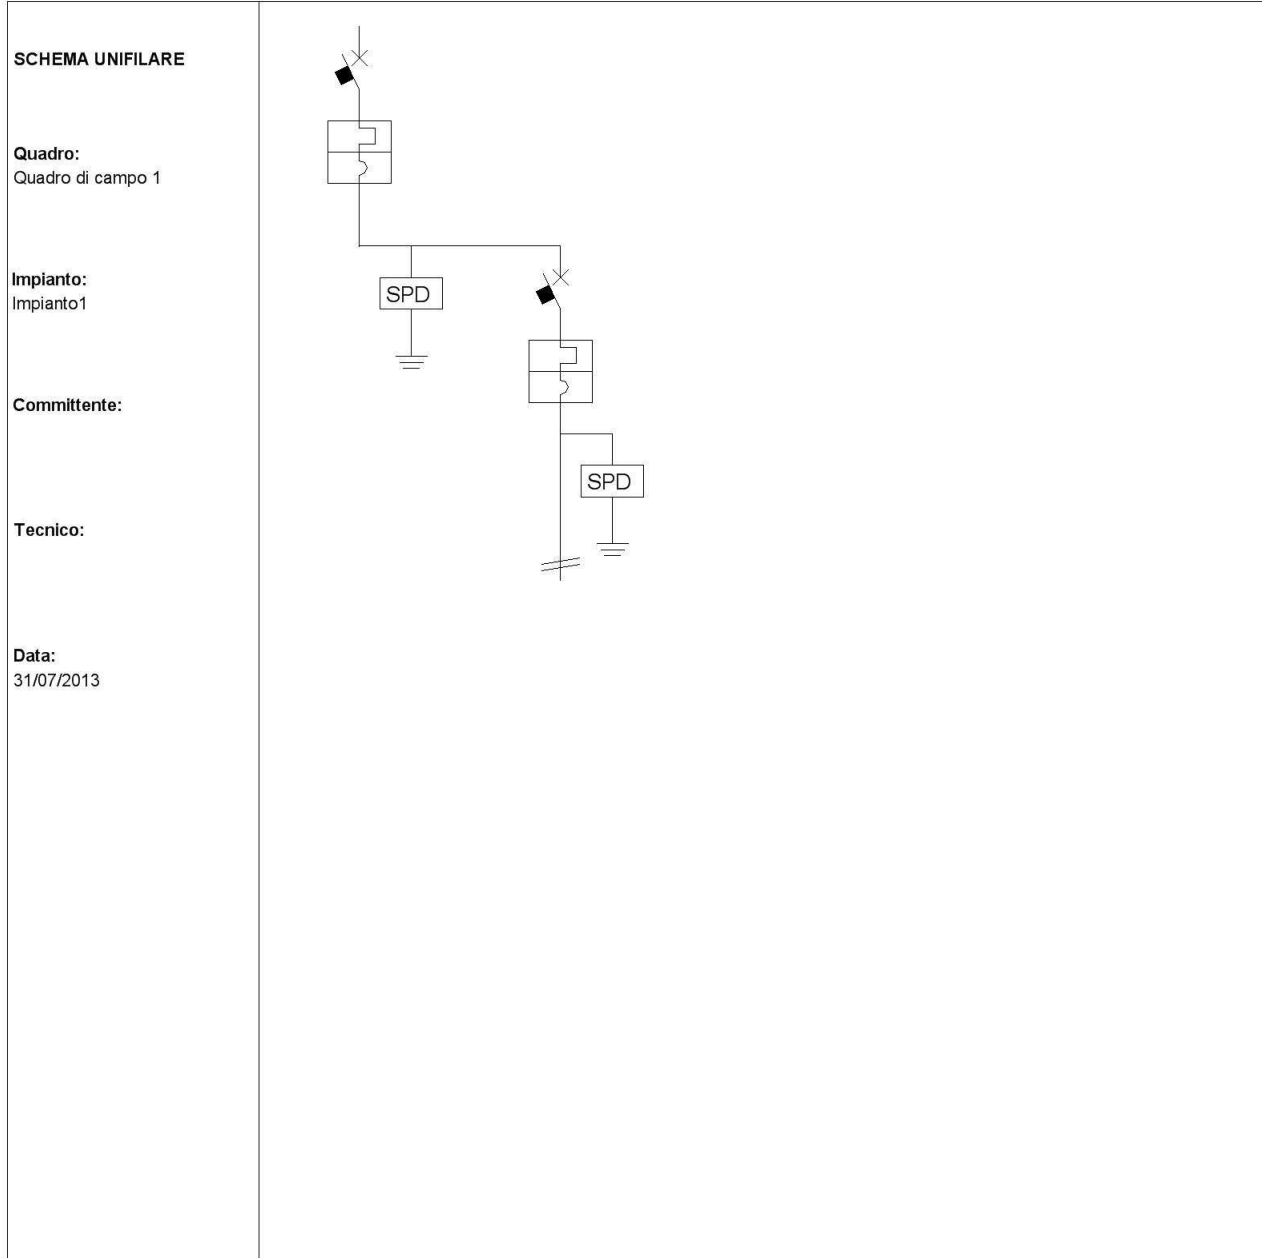 SCHEMA UNIFILARE
Quadro:
Quadro di campo 1
Impianto:
Impianto1
Committente:
Tecnico:
Data:
31/07/2013
SPD
SPD